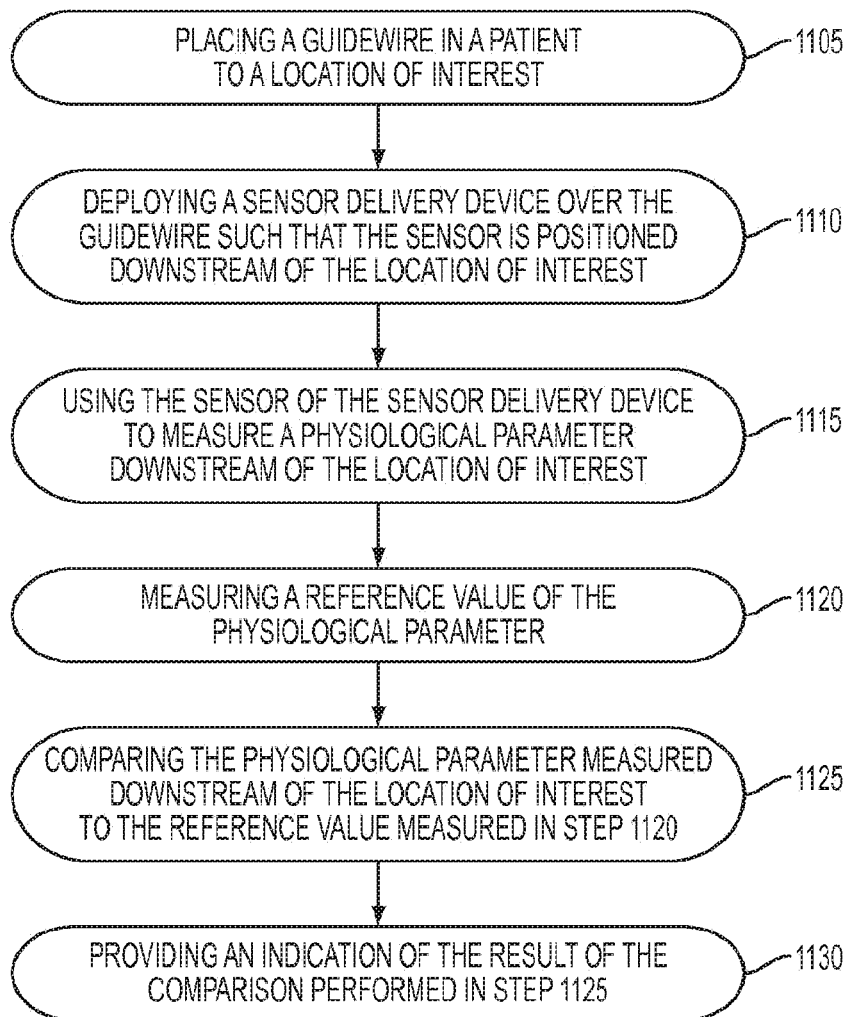 PLACING A GUIDEWIRE IN A PATIENT
TO A LOCATION OF INTEREST
1105
DEPLOYING A SENSOR DELIVERY DEVICE OVER THE
GUIDEWIRE SUCH THAT THE SENSOR IS POSITIONED
DOWNSTREAM OF THE LOCATION OF INTEREST
1110
USING THE SENSOR OF THE SENSOR DELIVERY DEVICE
TO MEASURE A PHYSIOLOGICAL PARAMETER
DOWNSTREAM OF THE LOCATION OF INTEREST
1115
MEASURING A REFERENCE VALUE OF THE
PHYSIOLOGICAL PARAMETER
1120
COMPARING THE PHYSIOLOGICAL PARAMETER MEASURED
DOWNSTREAM OF THE LOCATION OF INTEREST
TO THE REFERENCE VALUE MEASURED IN STEP 1120
1125
PROVIDING AN INDICATION OF THE RESULT OF THE
COMPARISON PERFORMED IN STEP 1125
1130